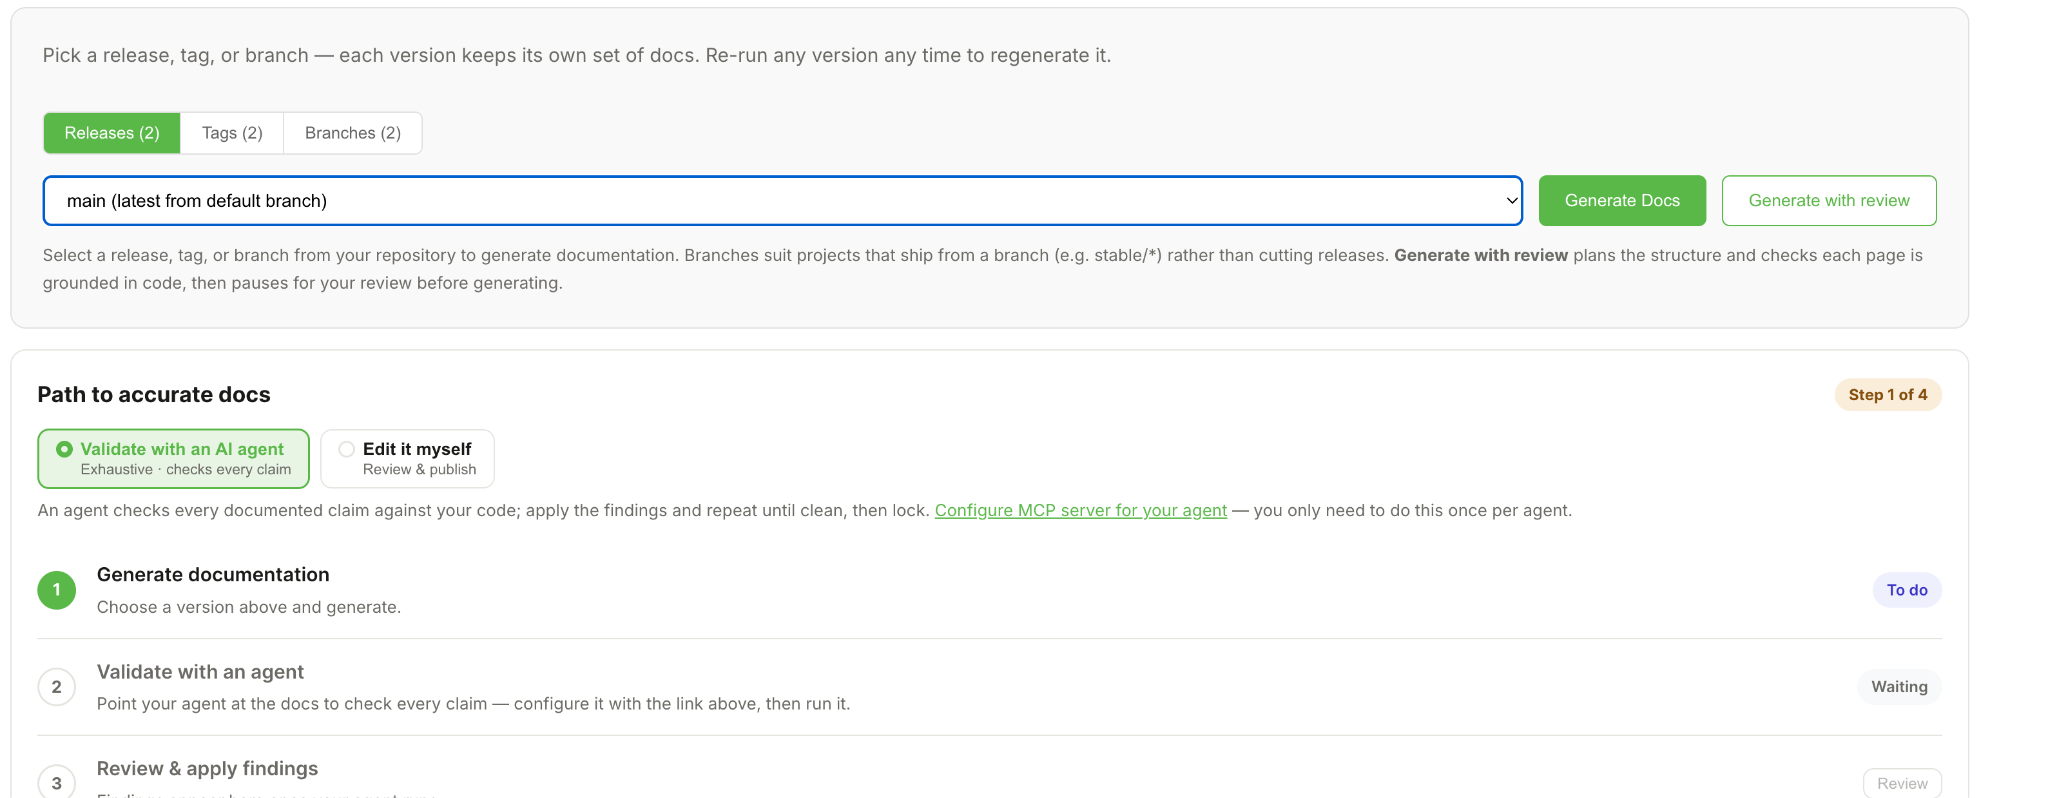 Pick a release, tag, or branch — each version keeps its own set of docs. Re-run any version any time to regenerate it.
Releases (2)
Tags (2)
Branches (2)
main (latest from default branch)
Generate Docs
Generate with review
Select a release, tag, or branch from your repository to generate documentation. Branches suit projects that ship from a branch (e.g. stable/*) rather than cutting releases. Generate with review plans the structure and checks each page is
grounded in code, then pauses for your review before generating.
Path to accurate docs
Step 1 of 4
Validate with an AI agent
Exhaustive · checks every claim
Edit it myself
Review & publish
An agent checks every documented claim against your code; apply the findings and repeat until clean, then lock. Configure MCP server for your agent — you only need to do this once per agent.
1
Generate documentation
Choose a version above and generate.
To do
2
Validate with an agent
Point your agent at the docs to check every claim — configure it with the link above, then run it.
Waiting
3
Review & apply findings
Review